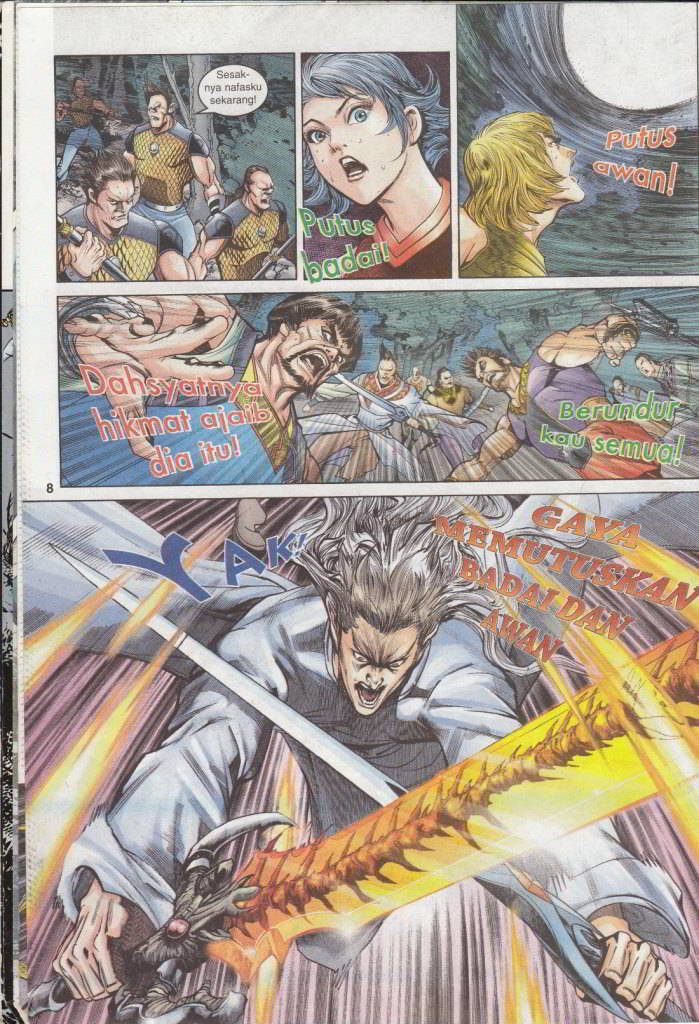 Sesak-
nya nafasku
sekarang!
Putus
badai!
Putus
awan!
Dahsyatnya
hikmat ajaib
dia itu!
Berundur
kau semua!
8
YAK!
GAYA
MEMUTUSKAN
BADAI DAN
AWAN